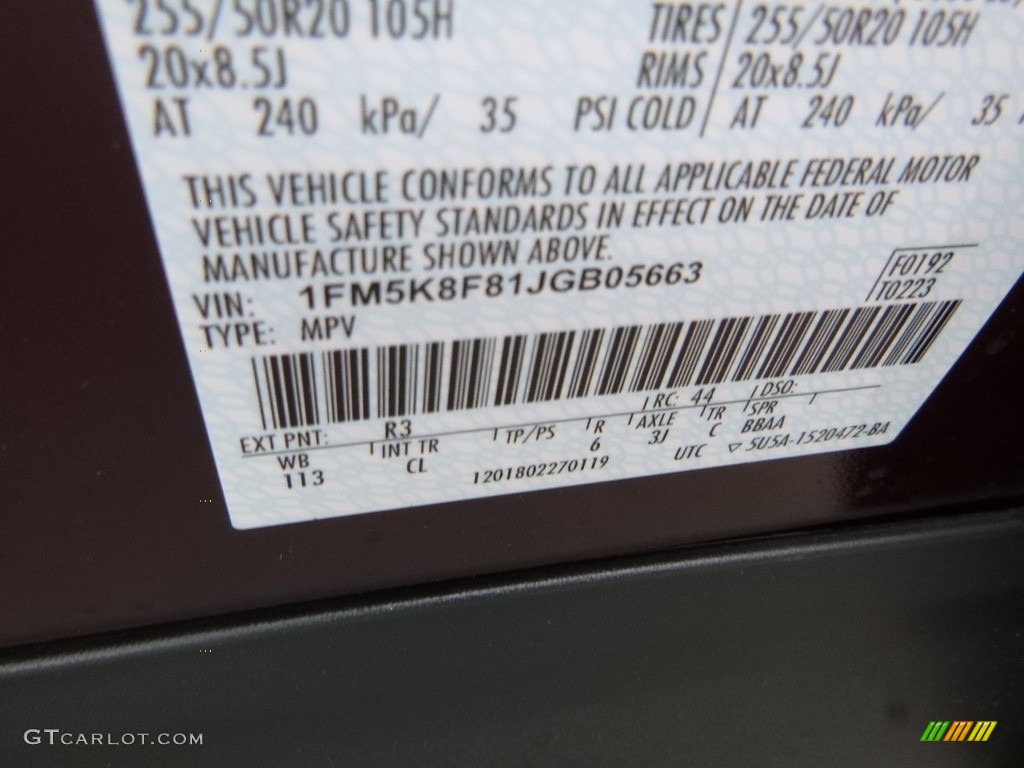 255/50R20 105H TIRES 255/50R20 105H
20x8.5J RIMS 20x8.5J
AT 240 kPa/ 35 PSI COLD AT 240 kPa/ 35
THIS VEHICLE CONFORMS TO ALL APPLICABLE FEDERAL MOTOR
VEHICLE SAFETY STANDARDS IN EFFECT ON THE DATE OF
MANUFACTURE SHOWN ABOVE.
F0192
VIN: 1FM5K8F81JGB05663
T0223
TYPE: MPV
EXT PNT: R3 RC: 44 DSO:
WB INT TR TP/PS R AXLE TR SPR
113 CL 6 3J C BBAA
1201802270119 UTC ▽ 5U5A-1520472-BA
GTCARLOT.COM